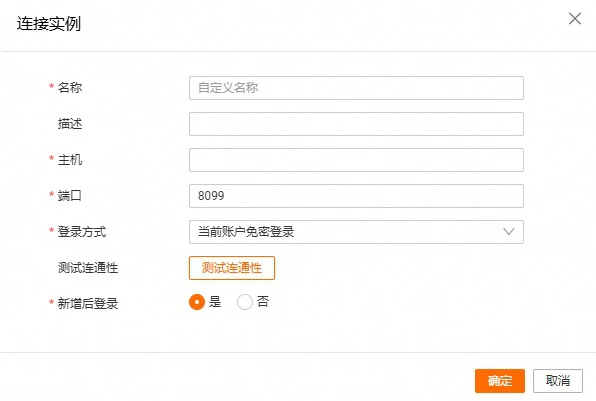 连接实例
* 名称 自定义名称
描述
* 主机
* 端口 8099
* 登录方式 当前账户免密登录
测试连通性 测试连通性
* 新增后登录 是 否
确定 取消